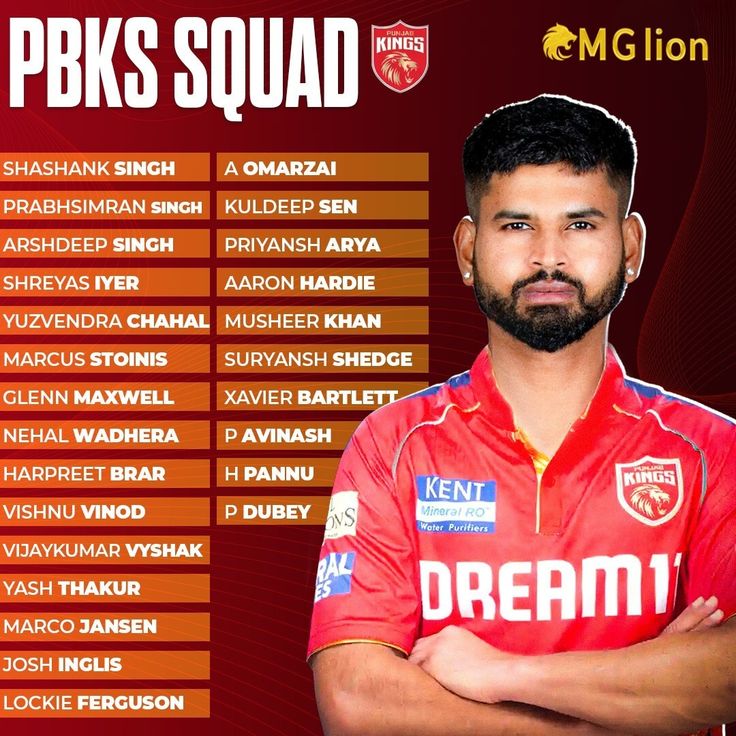 PBKS SQUAD
PUNJAB
KINGS
MG lion
SHASHANK SINGH
PRABHSIMRAN SINGH
ARSHDEEP SINGH
SHREYAS IYER
YUZVENDRA CHAHAL
MARCUS STOINIS
GLENN MAXWELL
NEHAL WADHERA
HARPREET BRAR
VISHNU VINOD
VIJAYKUMAR VYSHAK
YASH THAKUR
MARCO JANSEN
JOSH INGLIS
LOCKIE FERGUSON
A OMARZAI
KULDEEP SEN
PRIYANSH ARYA
AARON HARDIE
MUSHEER KHAN
SURYANSH SHEDGE
XAVIER BARTLETT
P AVINASH
H PANNU
P DUBEY
KENT
Mineral RO
Water Purifiers
PUNJAB
KINGS
DREAM11